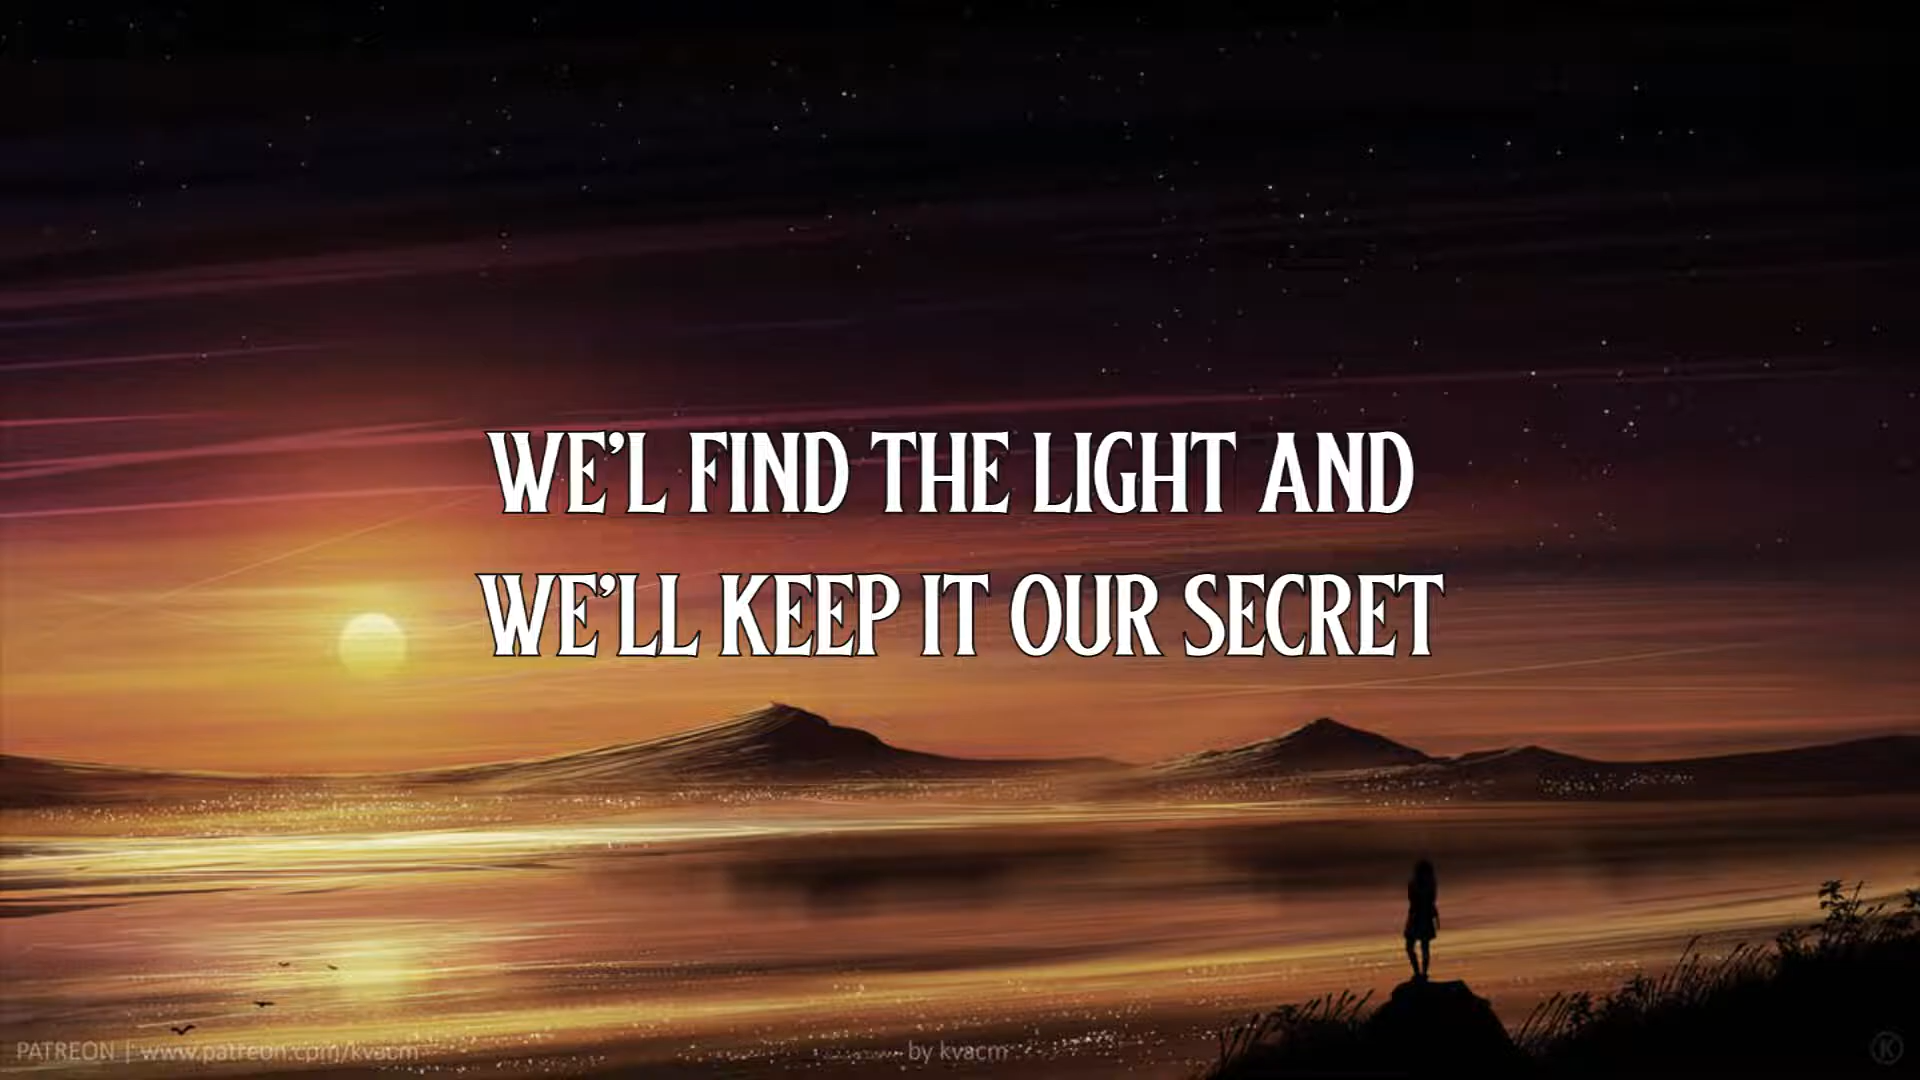 WE'L FIND THE LIGHT AND
WE'LL KEEP IT OUR SECRET
PATREON | www.patreon.com/kvacm
by kvacm
K